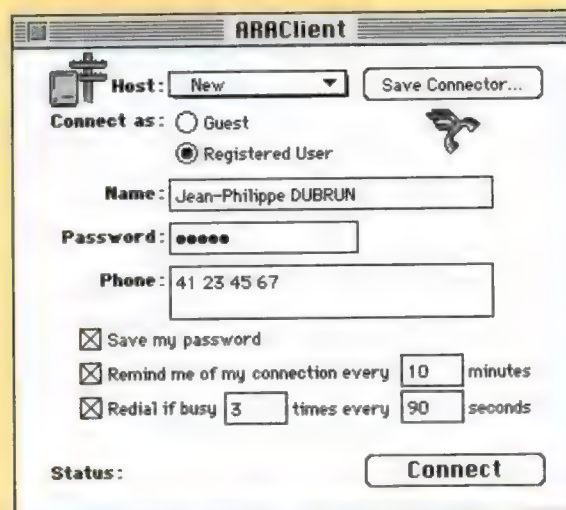 ARAClient
Host: New Save Connector...
Connect as: Guest
Registered User
Name: Jean-Philippe DUBRUN
Password: •••••
Phone: 41 23 45 67
Save my password
Remind me of my connection every 10 minutes
Redial if busy 3 times every 90 seconds
Status: Connect